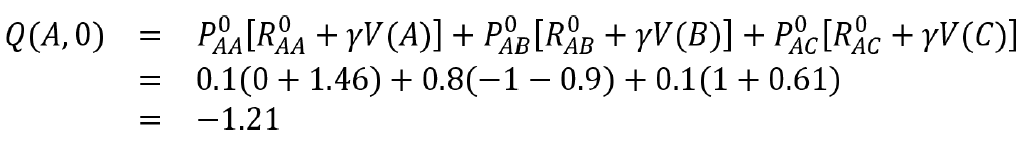 Q(A, 0) = P^0_{AA}[R^0_{AA} + γV(A)] + P^0_{AB}[R^0_{AB} + γV(B)] + P^0_{AC}[R^0_{AC} + γV(C)]
= 0.1(0 + 1.46) + 0.8(−1 − 0.9) + 0.1(1 + 0.61)
= −1.21